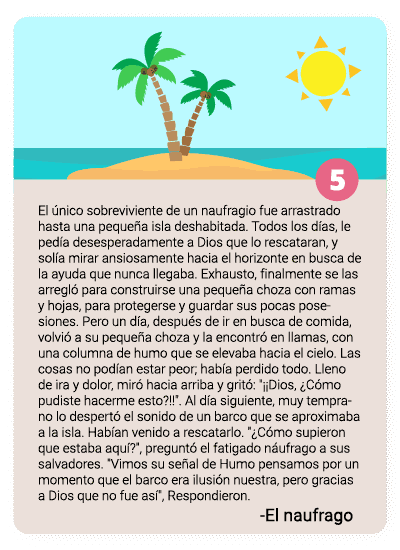 5
El único sobreviviente de un naufragio fue arrastrado
hasta una pequeña isla deshabitada. Todos los días, le
pedía desesperadamente a Dios que lo rescataran, y
solía mirar ansiosamente hacia el horizonte en busca de
la ayuda que nunca llegaba. Exhausto, finalmente se las
arregló para construirse una pequeña choza con ramas
y hojas, para protegerse y guardar sus pocas pose-
siones. Pero un día, después de ir en busca de comida,
volvió a su pequeña choza y la encontró en llamas, con
una columna de humo que se elevaba hacia el cielo. Las
cosas no podían estar peor; había perdido todo. Lleno
de ira y dolor, miró hacia arriba y gritó: "¡¡Dios, ¿Cómo
pudiste hacerme esto?!!". Al día siguiente, muy tempra-
no lo despertó el sonido de un barco que se aproximaba
a la isla. Habían venido a rescatarlo. "¿Cómo supieron
que estaba aquí?", preguntó el fatigado náufrago a sus
salvadores. "Vimos su señal de Humo pensamos por un
momento que el barco era ilusión nuestra, pero gracias
a Dios que no fue así", Respondieron.
-El naufrago